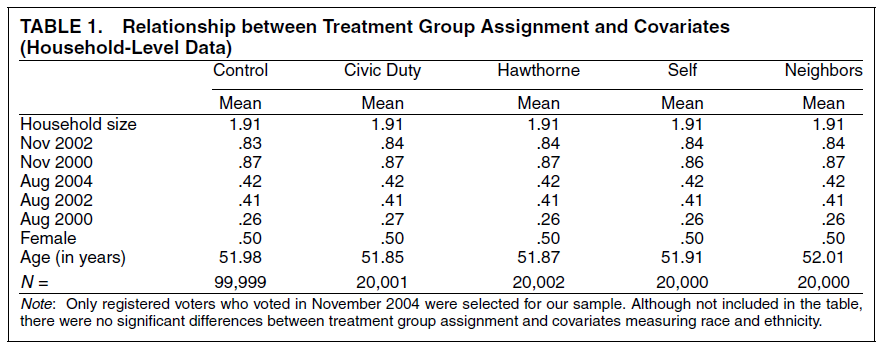 TABLE 1. Relationship between Treatment Group Assignment and Covariates
(Household-Level Data)
Control Civic Duty Hawthorne Self Neighbors
Mean Mean Mean Mean Mean
Household size 1.91 1.91 1.91 1.91 1.91
Nov 2002 .83 .84 .84 .84 .84
Nov 2000 .87 .87 .87 .86 .87
Aug 2004 .42 .42 .42 .42 .42
Aug 2002 .41 .41 .41 .41 .41
Aug 2000 .26 .27 .26 .26 .26
Female .50 .50 .50 .50 .50
Age (in years) 51.98 51.85 51.87 51.91 52.01
N = 99,999 20,001 20,002 20,000 20,000
Note: Only registered voters who voted in November 2004 were selected for our sample. Although not included in the table,
there were no significant differences between treatment group assignment and covariates measuring race and ethnicity.